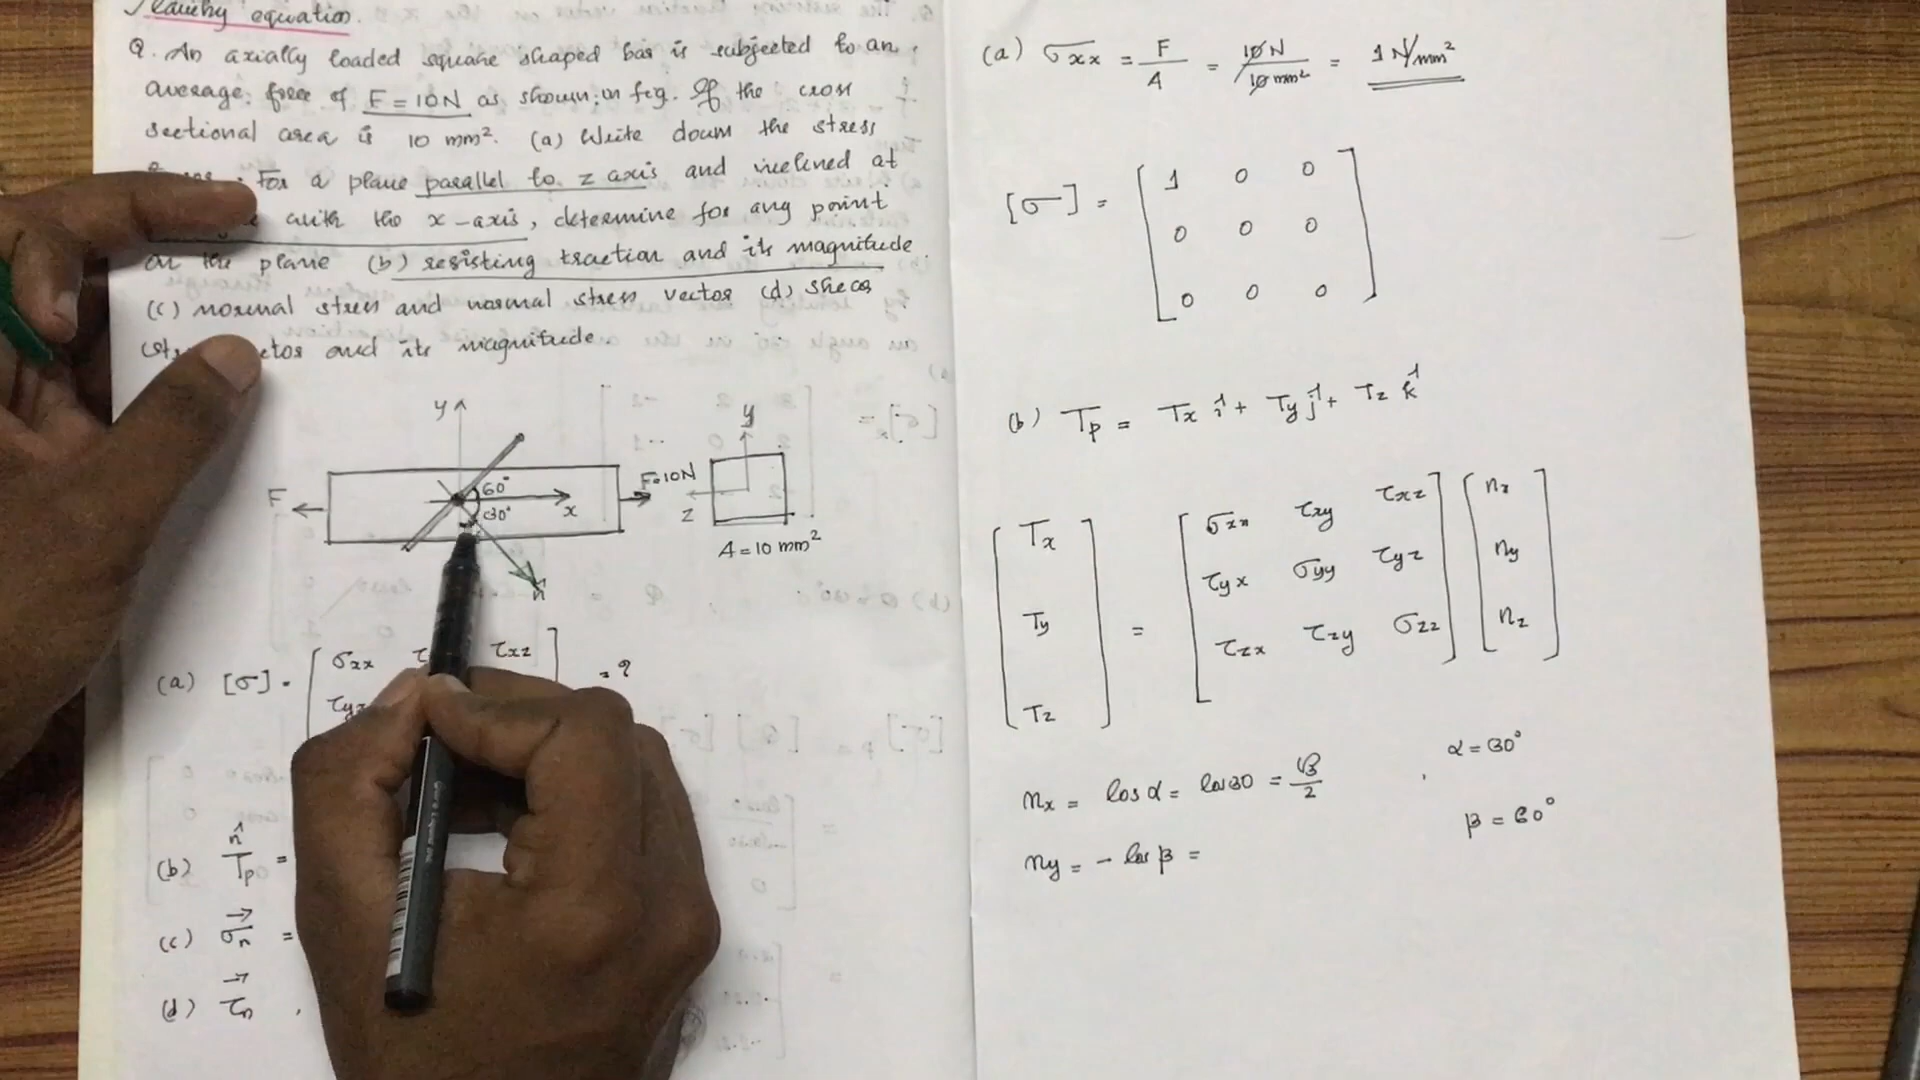 Cauchy equation.
Q. An axially loaded square shaped bar is subjected to an
average force of F = 10N as shown in fig. If the cross
sectional area is 10 mm². (a) Write down the stress
For a plane parallel to z axis and inclined at
with the x-axis, determine for any point
on the plane (b) resisting traction and its magnitude.
(c) normal stress and normal stress vector (d) shear
and its magnitude.
y
60°
30°
x
n
F
F=10N
y
z
A = 10 mm²
(a) [σ] = σxx τxz = ?
(b) n̂ Tp =
(c) σn =
(d) τn
(a) σxx = F/A = 10N/10mm² = 1 N/mm²
[σ] =
1 0 0
0 0 0
0 0 0
(b) Tp = Tx î + Ty ĵ + Tz k̂
Tx σxx τxy τxz nx
Ty = τyx σyy τyz ny
Tz τzx τzy σzz nz
α = 30°
nx = cos α = cos 30 = √3/2
β = 60°
ny = - cos β =